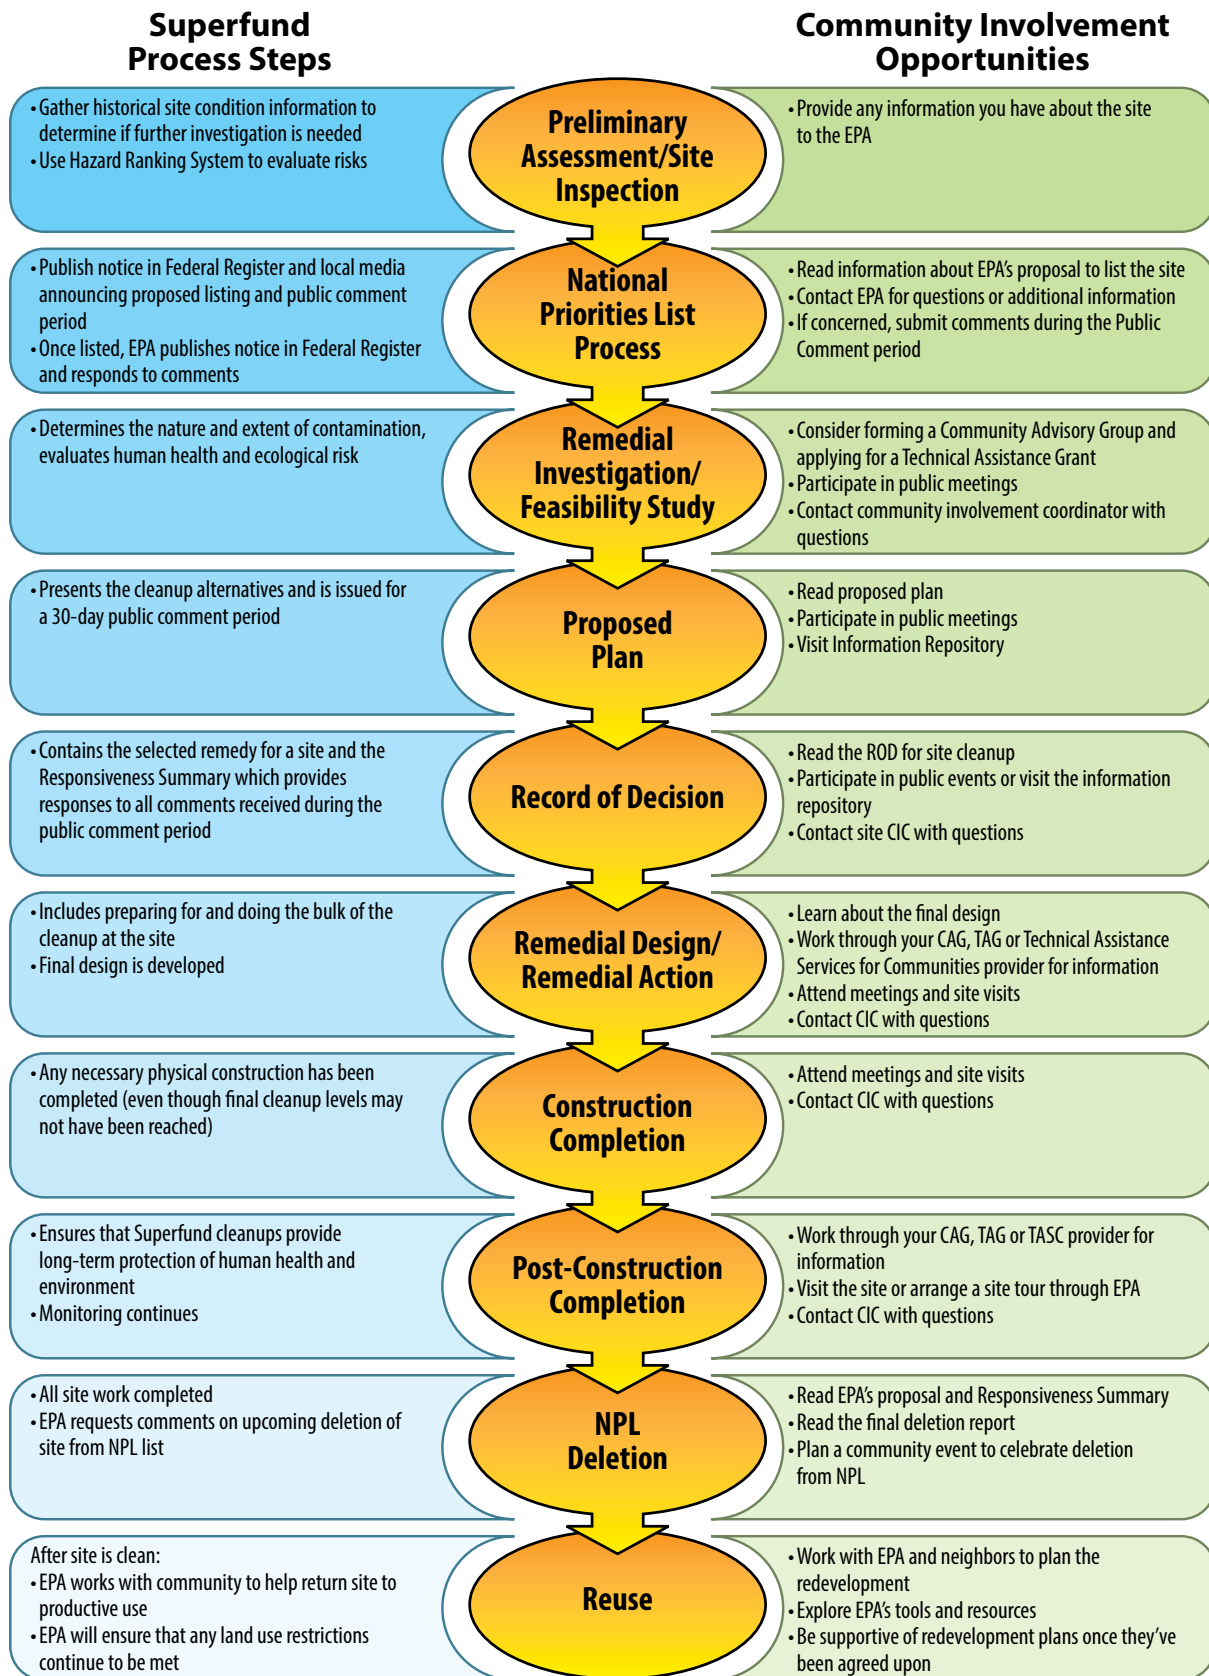 Superfund
Process Steps
Community Involvement
Opportunities
• Gather historical site condition information to
determine if further investigation is needed
• Use Hazard Ranking System to evaluate risks
Preliminary
Assessment/Site
Inspection
• Provide any information you have about the site
to the EPA
• Publish notice in Federal Register and local media
announcing proposed listing and public comment
period
• Once listed, EPA publishes notice in Federal Register
and responds to comments
National
Priorities List
Process
• Read information about EPA's proposal to list the site
• Contact EPA for questions or additional information
• If concerned, submit comments during the Public
Comment period
• Determines the nature and extent of contamination,
evaluates human health and ecological risk
Remedial
Investigation/
Feasibility Study
• Consider forming a Community Advisory Group and
applying for a Technical Assistance Grant
• Participate in public meetings
• Contact community involvement coordinator with
questions
• Presents the cleanup alternatives and is issued for
a 30-day public comment period
Proposed
Plan
• Read proposed plan
• Participate in public meetings
• Visit Information Repository
• Contains the selected remedy for a site and the
Responsiveness Summary which provides
responses to all comments received during the
public comment period
Record of Decision
• Read the ROD for site cleanup
• Participate in public events or visit the information
repository
• Contact site CIC with questions
• Includes preparing for and doing the bulk of the
cleanup at the site
• Final design is developed
Remedial Design/
Remedial Action
• Learn about the final design
• Work through your CAG, TAG or Technical Assistance
Services for Communities provider for information
• Attend meetings and site visits
• Contact CIC with questions
• Any necessary physical construction has been
completed (even though final cleanup levels may
not have been reached)
Construction
Completion
• Attend meetings and site visits
• Contact CIC with questions
• Ensures that Superfund cleanups provide
long-term protection of human health and
environment
• Monitoring continues
Post-Construction
Completion
• Work through your CAG, TAG or TASC provider for
information
• Visit the site or arrange a site tour through EPA
• Contact CIC with questions
• All site work completed
• EPA requests comments on upcoming deletion of
site from NPL list
NPL
Deletion
• Read EPA's proposal and Responsiveness Summary
• Read the final deletion report
• Plan a community event to celebrate deletion
from NPL
After site is clean:
• EPA works with community to help return site to
productive use
• EPA will ensure that any land use restrictions
continue to be met
Reuse
• Work with EPA and neighbors to plan the
redevelopment
• Explore EPA's tools and resources
• Be supportive of redevelopment plans once they've
been agreed upon